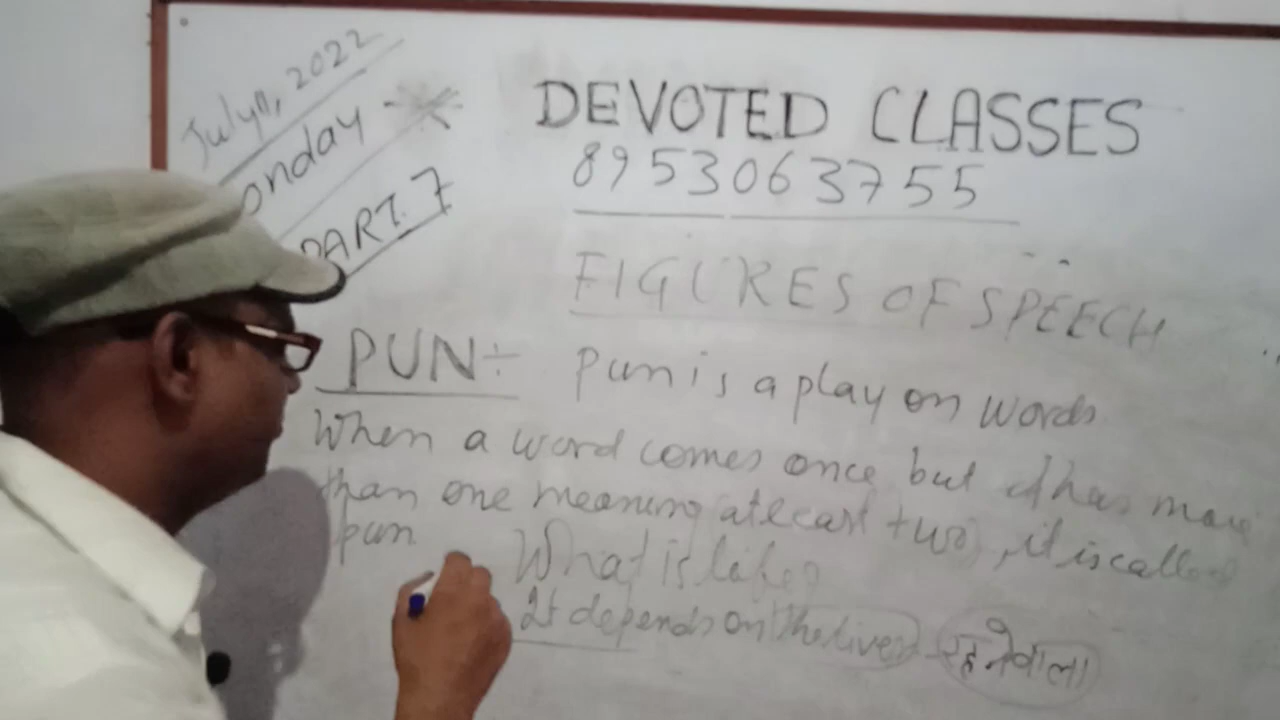 July 11, 2022
onday
PART. 7
DEVOTED CLASSES
8953063755
FIGURES OF SPEECH
PUN÷ Pun is a play on words
When a word comes once but it has more
than one meaning atleast two, it is called
pun
What is life?
It depends on the liver रहनेवाला